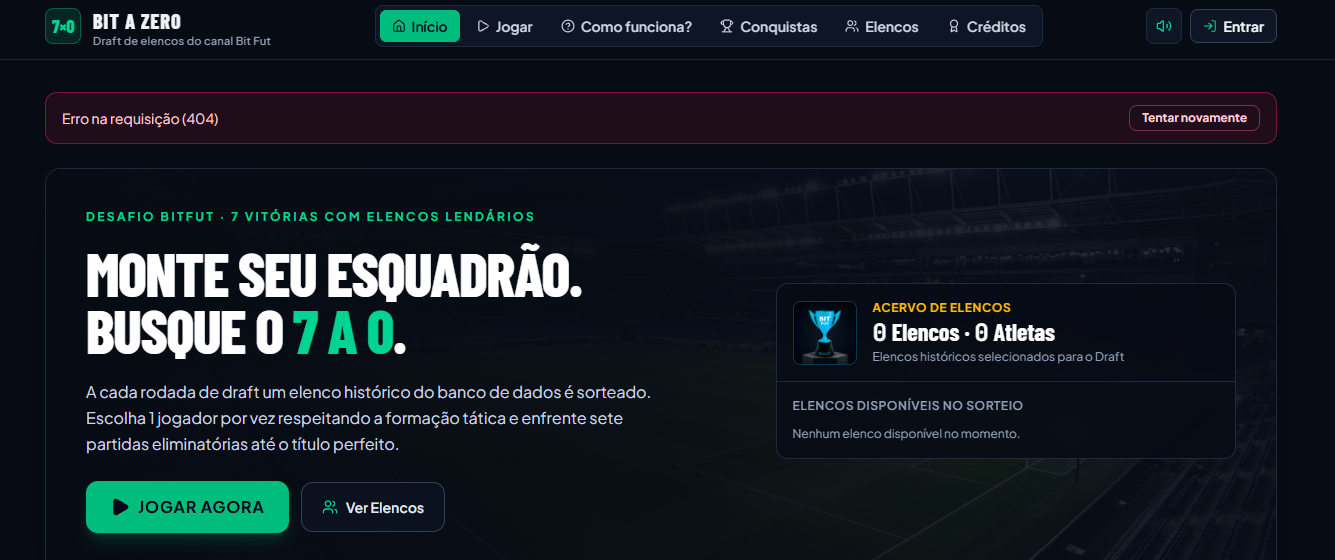 7×0
BIT A ZERO
Draft de elencos do canal Bit Fut
Início
Jogar
Como funciona?
Conquistas
Elencos
Créditos
Entrar
Erro na requisição (404)
Tentar novamente
DESAFIO BITFUT · 7 VITÓRIAS COM ELENCOS LENDÁRIOS
MONTE SEU ESQUADRÃO.
BUSQUE O 7 A 0.
A cada rodada de draft um elenco histórico do banco de dados é sorteado.
Escolha 1 jogador por vez respeitando a formação tática e enfrente sete
partidas eliminatórias até o título perfeito.
JOGAR AGORA
Ver Elencos
BIT
FUT
ACERVO DE ELENCOS
0 Elencos · 0 Atletas
Elencos históricos selecionados para o Draft
ELENCOS DISPONÍVEIS NO SORTEIO
Nenhum elenco disponível no momento.